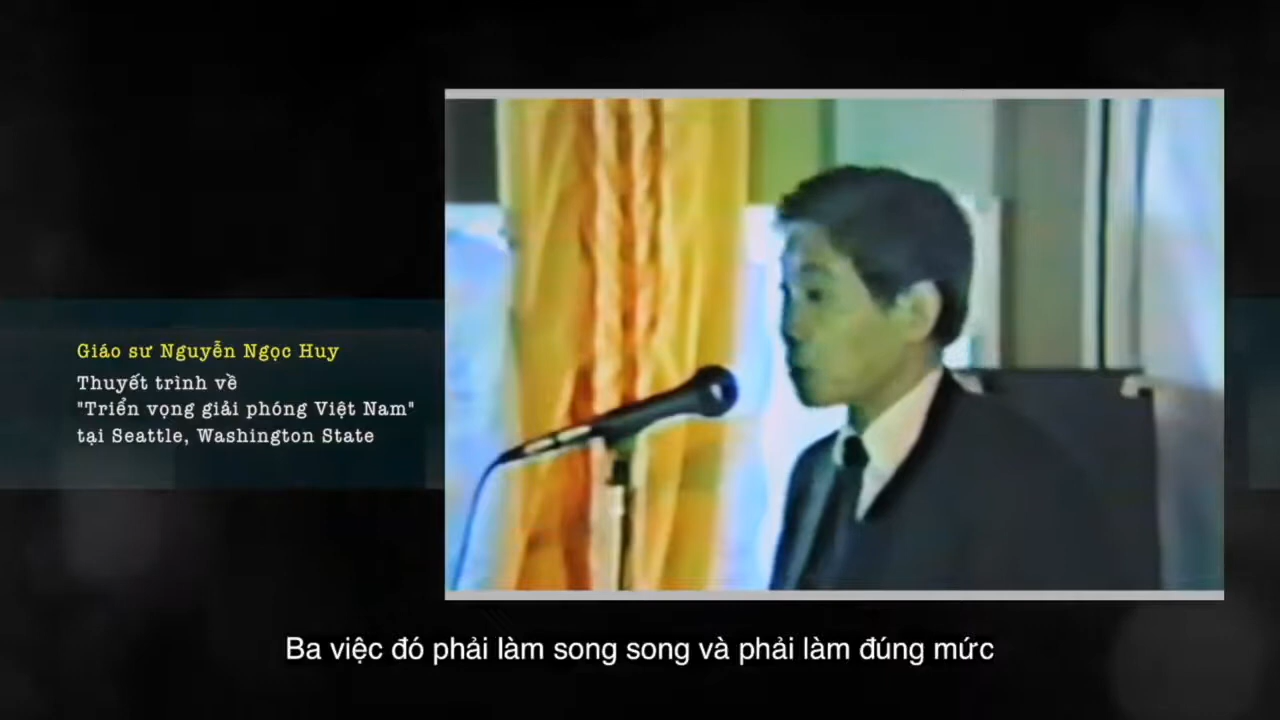 Giáo sư Nguyễn Ngọc Huy
Thuyết trình về
"Triển vọng giải phóng Việt Nam"
tại Seattle, Washington State
Ba việc đó phải làm song song và phải làm đúng mức